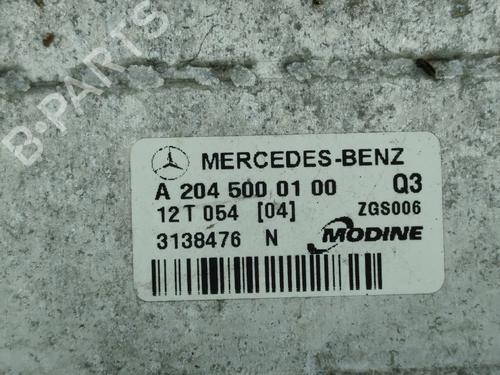 B-PARTS
MERCEDES-BENZ
A 204 500 01 00 Q3
12 T 054 [04] ZGS006
3138476 N MODINE